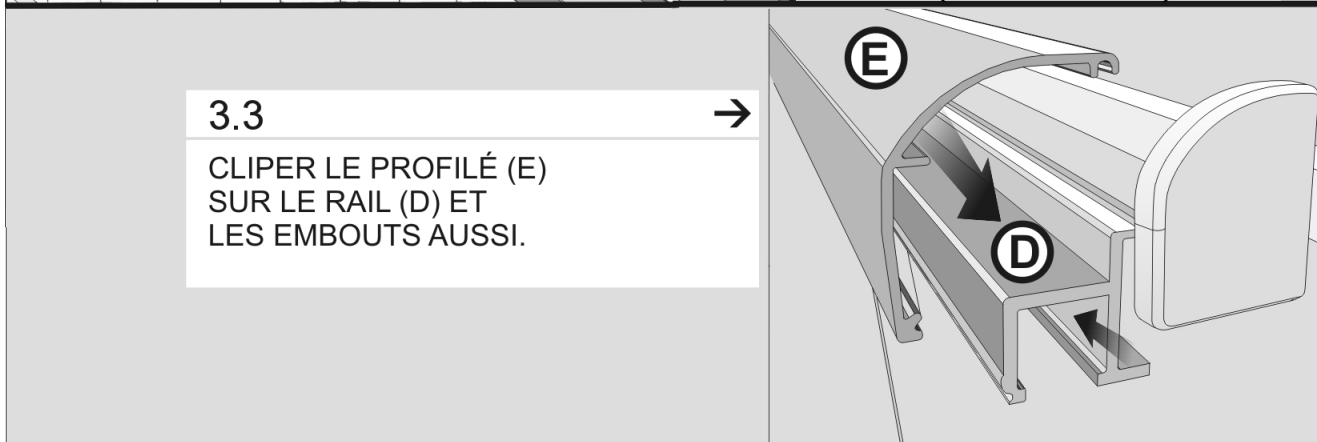 3.3 →
CLIPER LE PROFILÉ (E)
SUR LE RAIL (D) ET
LES EMBOUTS AUSSI.
E
D